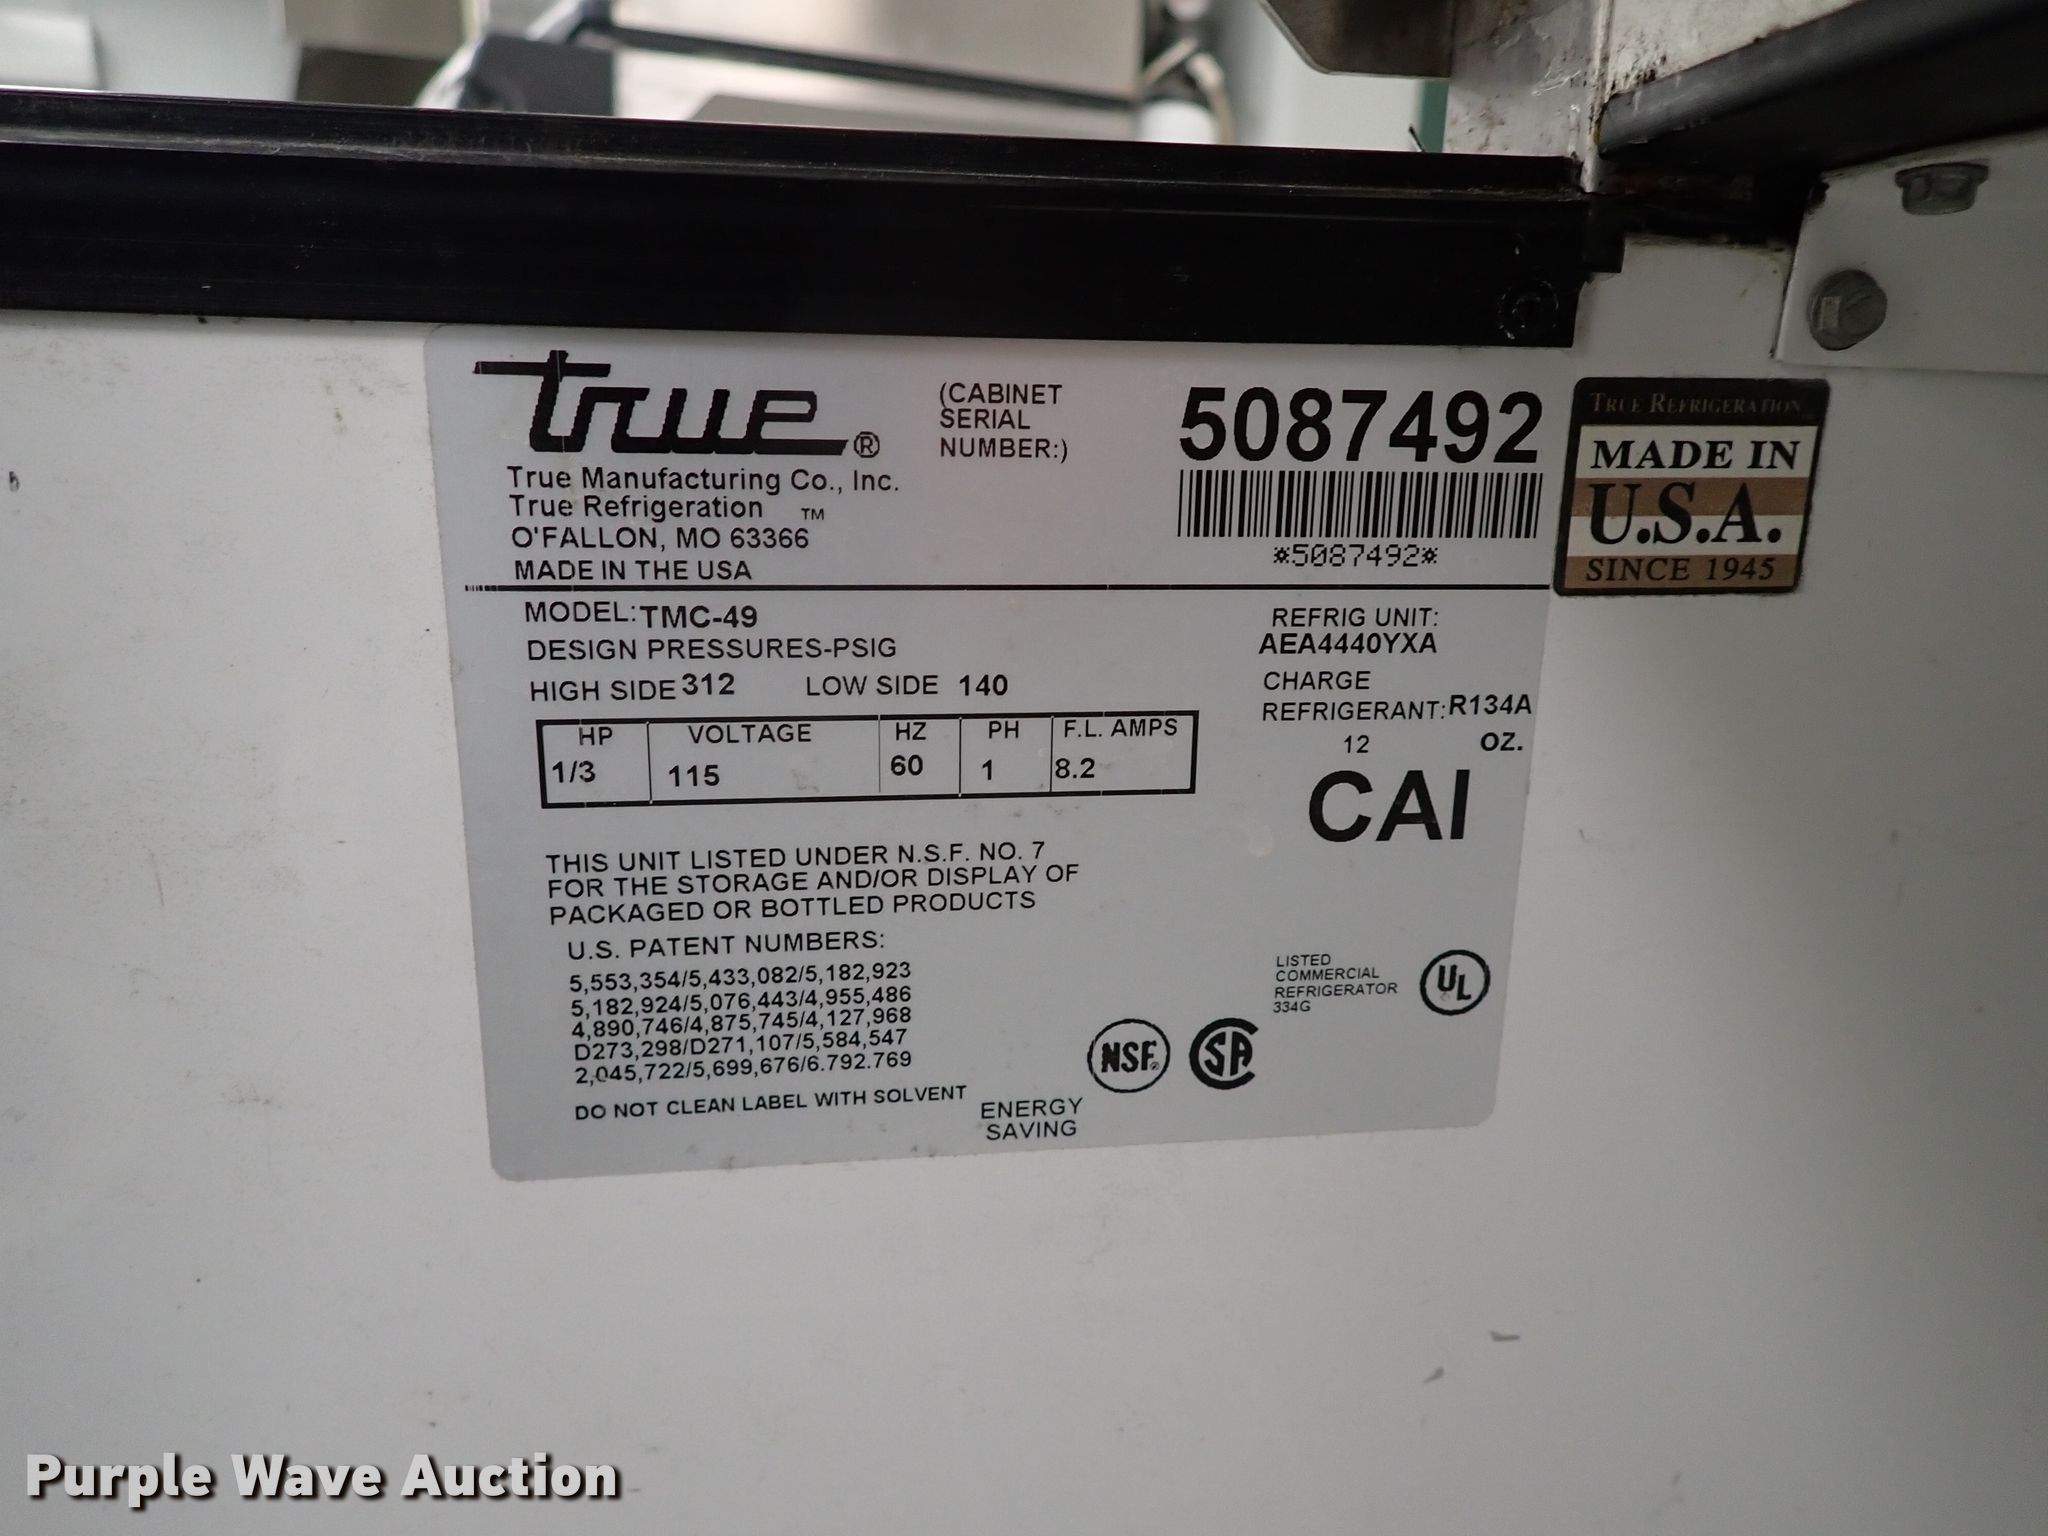 true®
True Manufacturing Co., Inc.
True Refrigeration ™
O'FALLON, MO 63366
MADE IN THE USA
(CABINET
SERIAL
NUMBER:)
5087492
*5087492*
TRUE REFRIGERATION
MADE IN
U.S.A.
SINCE 1945
MODEL: TMC-49
DESIGN PRESSURES-PSIG
HIGH SIDE 312 LOW SIDE 140
REFRIG UNIT:
AEA4440YXA
CHARGE
REFRIGERANT: R134A
12 OZ.
CAI
HP VOLTAGE HZ PH F.L. AMPS
1/3 115 60 1 8.2
THIS UNIT LISTED UNDER N.S.F. NO. 7
FOR THE STORAGE AND/OR DISPLAY OF
PACKAGED OR BOTTLED PRODUCTS
U.S. PATENT NUMBERS:
5,553,354/5,433,082/5,182,923
5,182,924/5,076,443/4,955,486
4,890,746/4,875,745/4,127,968
D273,298/D271,107/5,584,547
2,045,722/5,699,676/6.792.769
DO NOT CLEAN LABEL WITH SOLVENT
ENERGY
SAVING
NSF®
SA
LISTED
COMMERCIAL
REFRIGERATOR
334G
UL
Purple Wave Auction